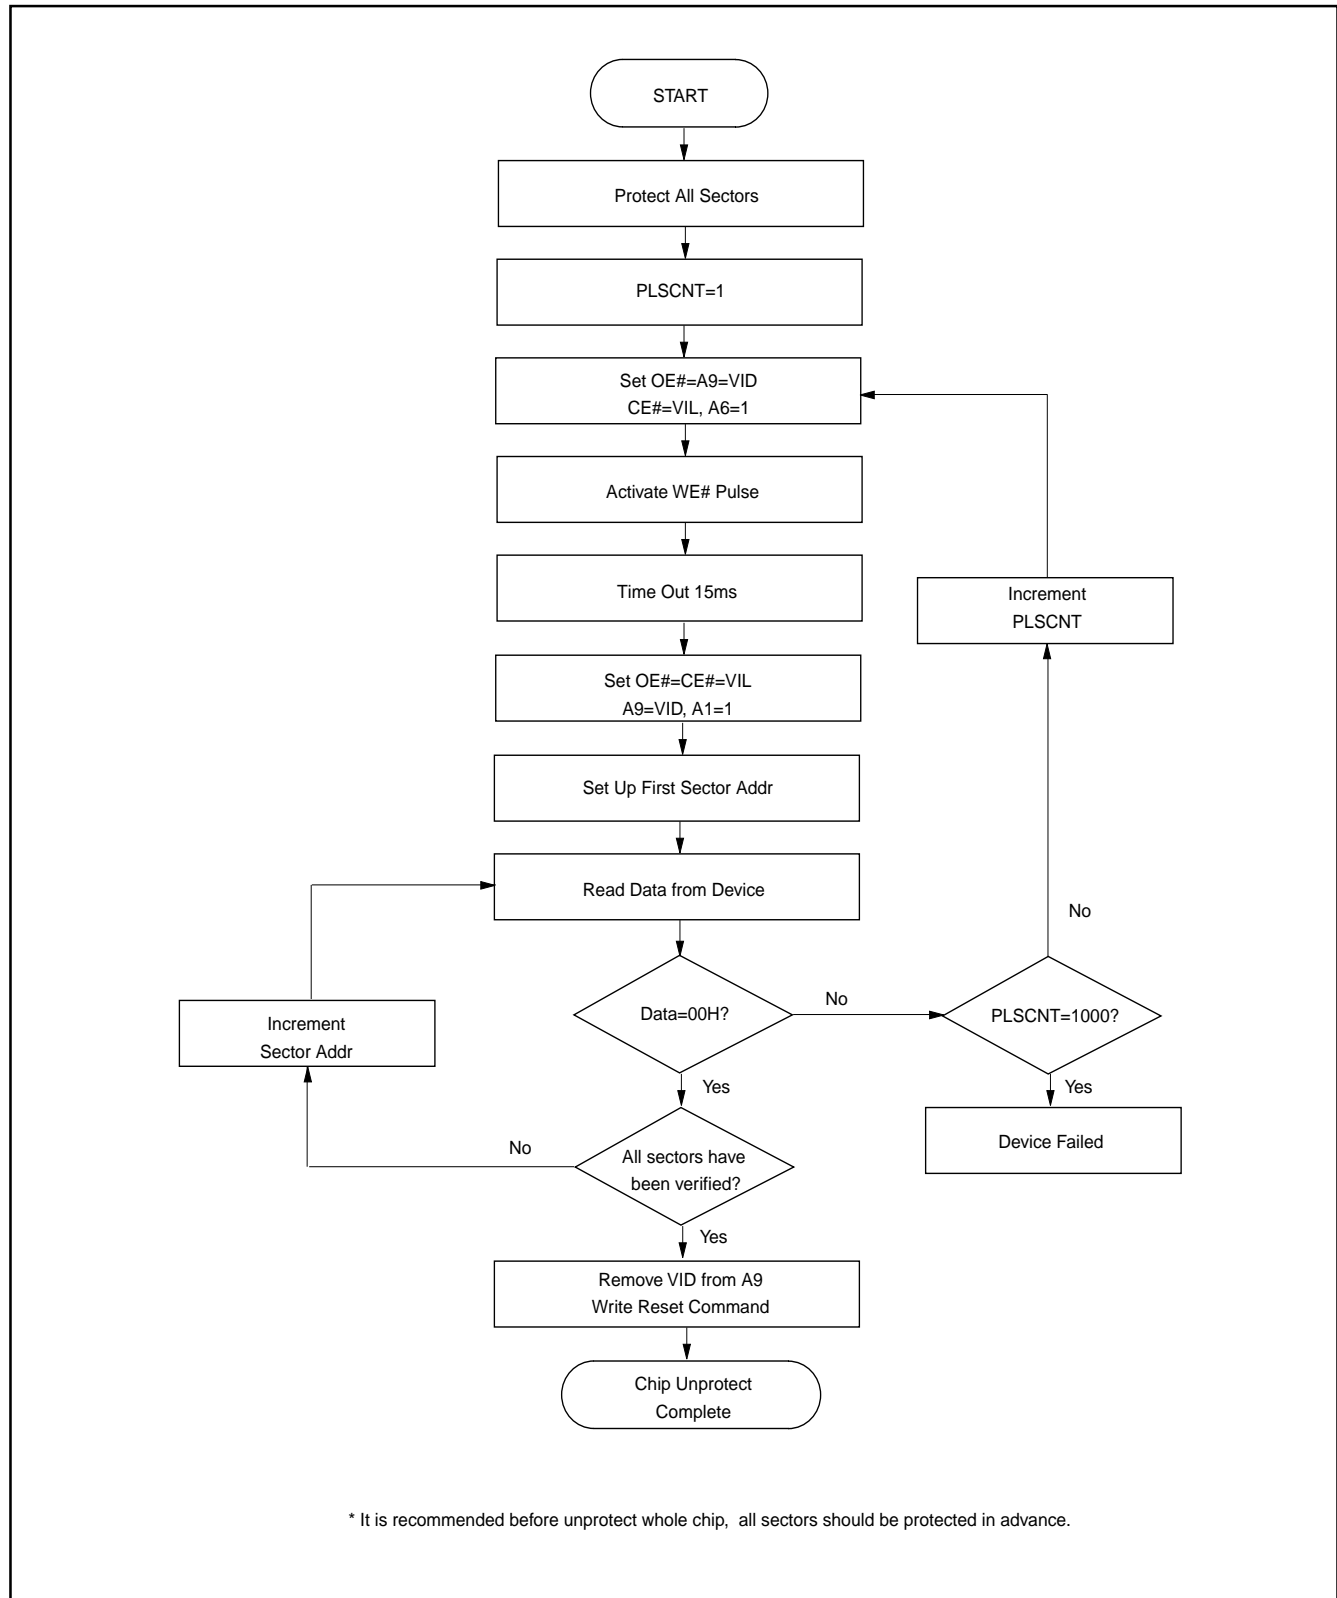 START
Protect All Sectors
PLSCNT=1
Set OE#=A9=VID
CE#=VIL, A6=1
Activate WE# Pulse
Time Out 15ms
Increment
PLSCNT
Set OE#=CE#=VIL
A9=VID, A1=1
Set Up First Sector Addr
Read Data from Device
No
Data=00H?
No
PLSCNT=1000?
Increment
Sector Addr
Yes
Yes
Device Failed
No
All sectors have
been verified?
Yes
Remove VID from A9
Write Reset Command
Chip Unprotect
Complete
* It is recommended before unprotect whole chip, all sectors should be protected in advance.